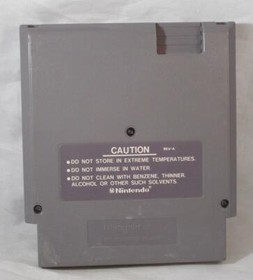 CAUTION
• DO NOT STORE IN EXTREME TEMPERATURES.
• DO NOT IMMERSE IN WATER.
• DO NOT CLEAN WITH BENZENE, THINNER,
ALCOHOL OR OTHER SUCH SOLVENTS.
Nintendo®